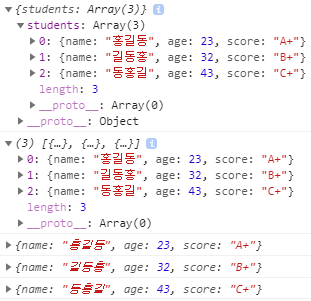 ▼{students: Array(3)} i
▼students: Array(3)
▶0: {name: "홍길동", age: 23, score: "A+"}
▶1: {name: "길동홍", age: 32, score: "B+"}
▶2: {name: "동홍길", age: 43, score: "C+"}
length: 3
▶__proto__: Array(0)
▶__proto__: Object
▼(3) [{…}, {…}, {…}] i
▶0: {name: "홍길동", age: 23, score: "A+"}
▶1: {name: "길동홍", age: 32, score: "B+"}
▶2: {name: "동홍길", age: 43, score: "C+"}
length: 3
▶__proto__: Array(0)
▶{name: "홍길동", age: 23, score: "A+"}
▶{name: "길동홍", age: 32, score: "B+"}
▶{name: "동홍길", age: 43, score: "C+"}